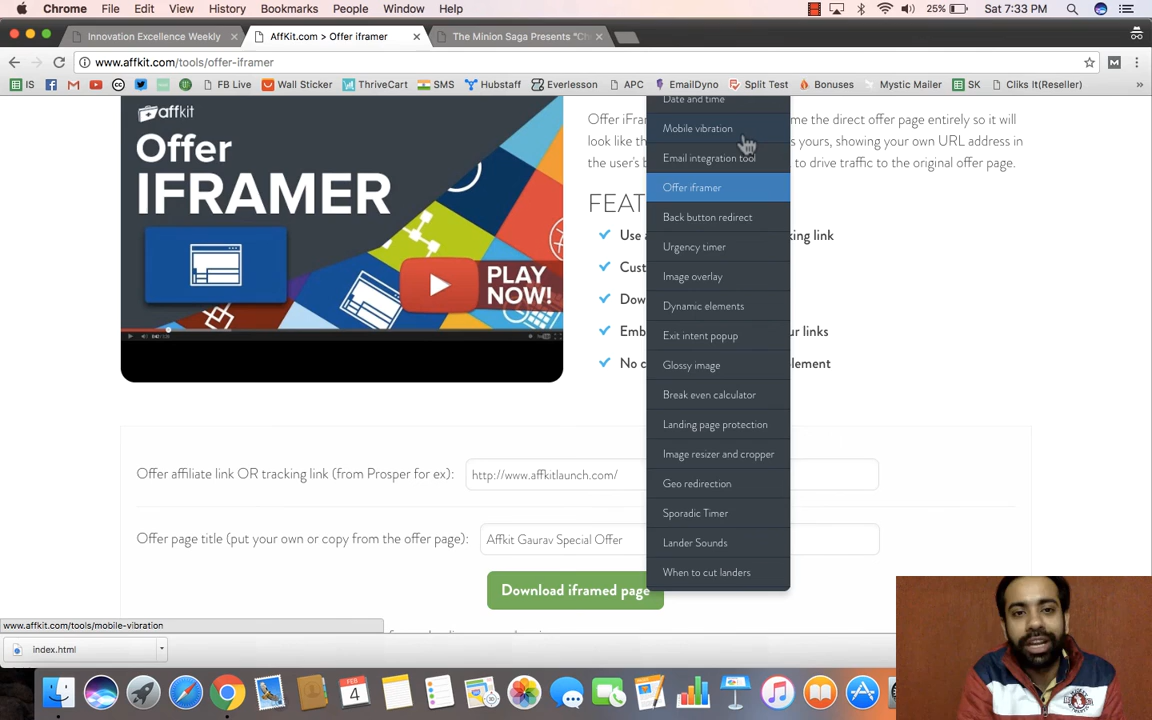 Chrome File Edit View History Bookmarks People Window Help 25% Sat 7:33 PM
Innovation Excellence Weekly
AffKit.com > Offer iframer
The Minion Saga Presents "Ch
www.affkit.com/tools/offer-iframer
IS FB Live Wall Sticker ThriveCart SMS Hubstaff Everlesson APC EmailDyno Split Test Bonuses Mystic Mailer SK Cliks It(Reseller) »
affkit
Offer
IFRAMER
PLAY
NOW!
Offer iFra me the direct offer page entirely so it will
look like th s yours, showing your own URL address in
the user's b to drive traffic to the original offer page.
FEAT
Use a king link
Cust
Dow
Emb ur links
No c lement
Date and time
Mobile vibration
Email integration tool
Offer iframer
Back button redirect
Urgency timer
Image overlay
Dynamic elements
Exit intent popup
Glossy image
Break even calculator
Landing page protection
Image resizer and cropper
Geo redirection
Sporadic Timer
Lander Sounds
When to cut landers
Offer affiliate link OR tracking link (from Prosper for ex): http://www.affkitlaunch.com/
Offer page title (put your own or copy from the offer page): Affkit Gaurav Special Offer
Download iframed page
www.affkit.com/tools/mobile-vibration
index.html
FEB
4